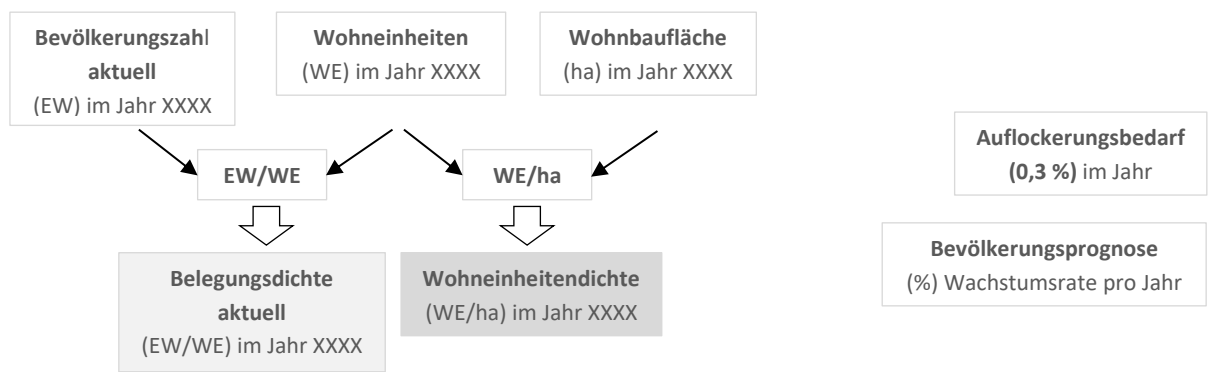 Bevölkerungszahl
aktuell
(EW) im Jahr XXXX
Wohneinheiten
(WE) im Jahr XXXX
Wohnbaufläche
(ha) im Jahr XXXX
Auflockerungsbedarf
(0,3 %) im Jahr
EW/WE
WE/ha
Bevölkerungsprognose
(%) Wachstumsrate pro Jahr
Belegungsdichte
aktuell
(EW/WE) im Jahr XXXX
Wohneinheitendichte
(WE/ha) im Jahr XXXX